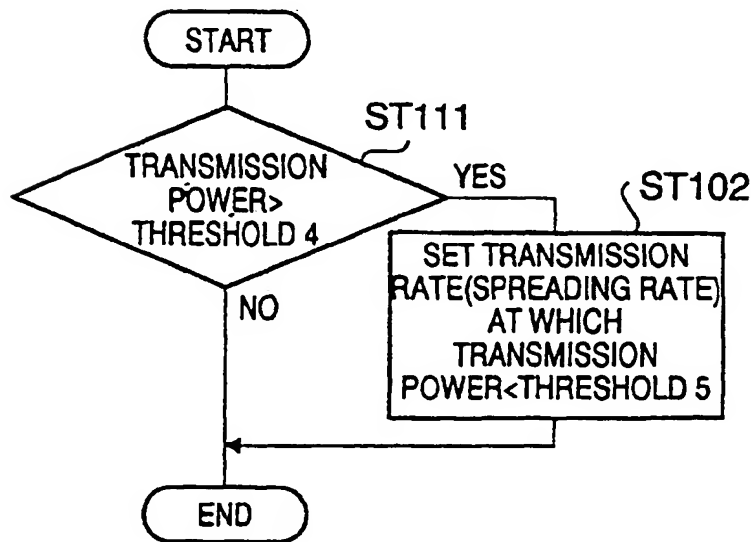 START
ST111
TRANSMISSION
POWER>
THRESHOLD 4
YES
ST102
SET TRANSMISSION
RATE(SPREADING RATE)
AT WHICH
TRANSMISSION
POWER<THRESHOLD 5
NO
END